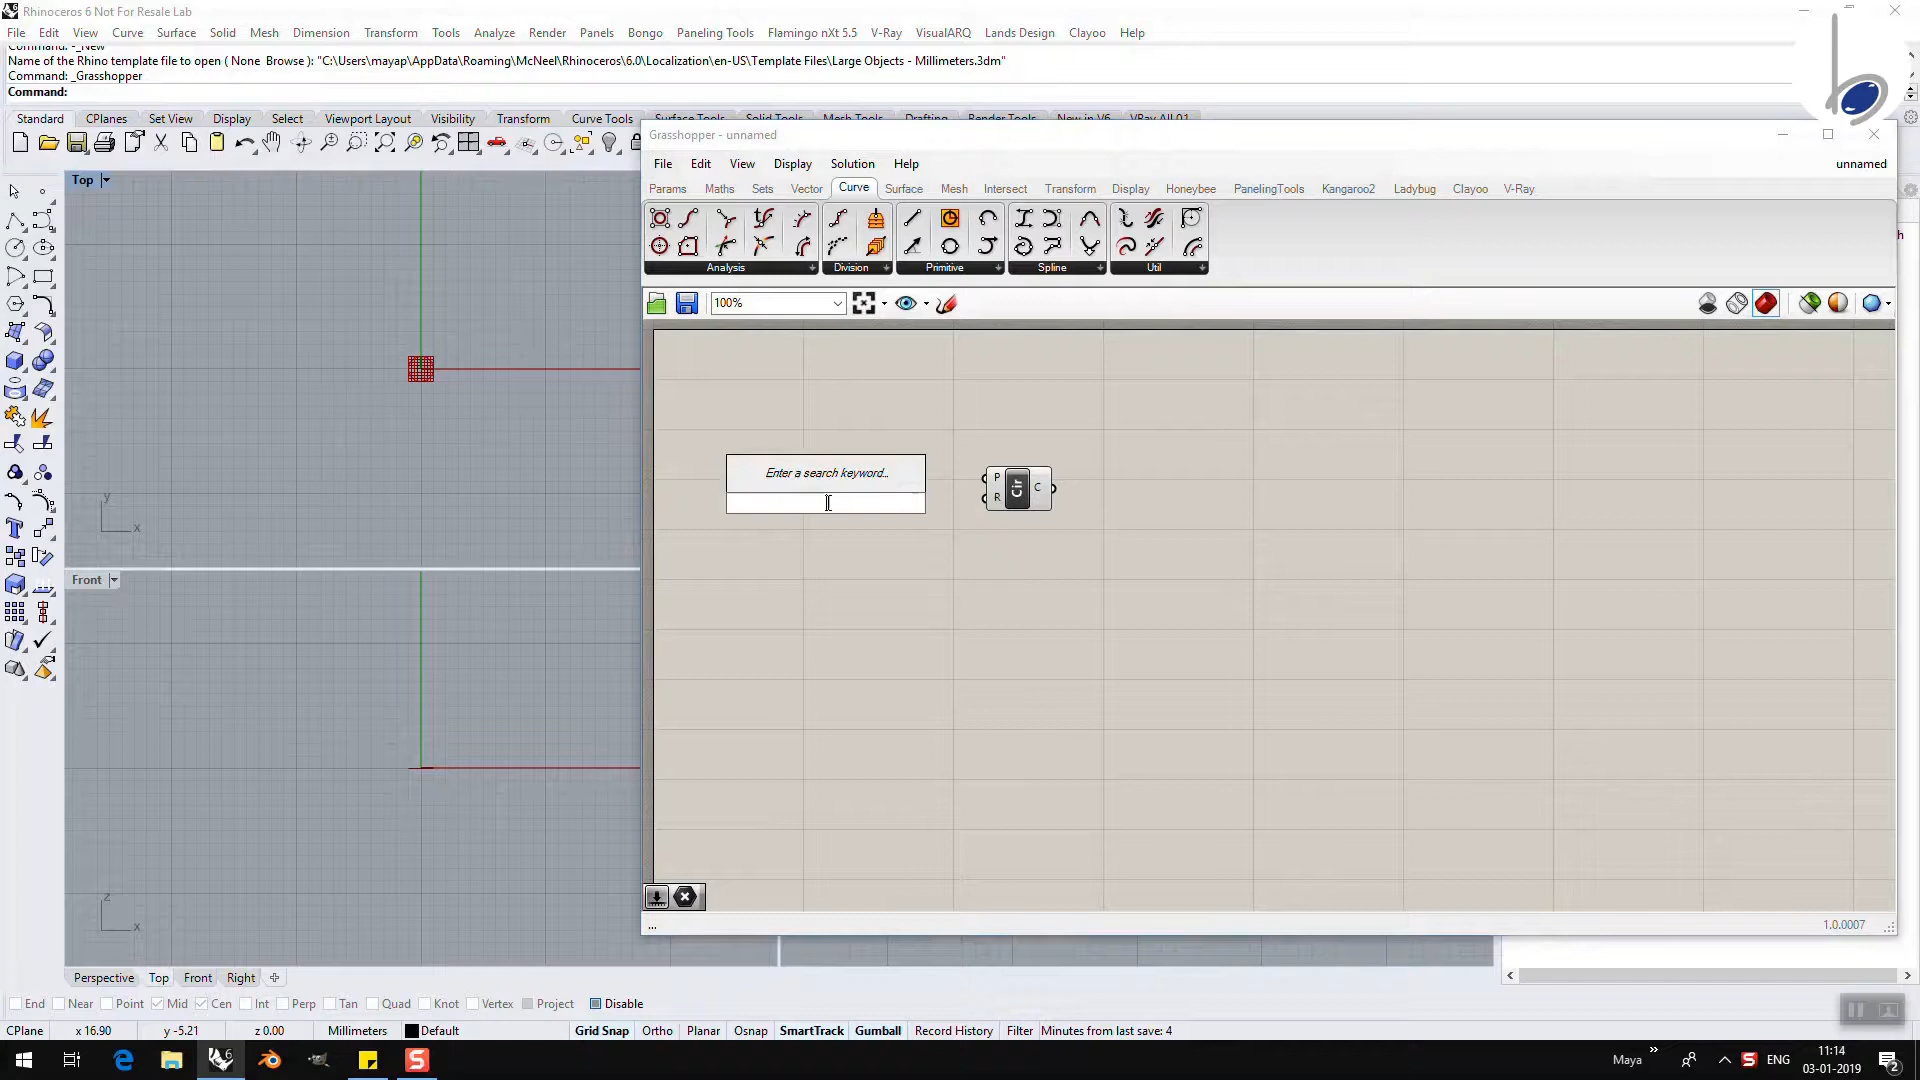 Rhinoceros 6 Not For Resale Lab
File Edit View Curve Surface Solid Mesh Dimension Transform Tools Analyze Render Panels Bongo Paneling Tools Flamingo nXt 5.5 V-Ray VisualARQ Lands Design Clayoo Help
Command: -_New
Name of the Rhino template file to open ( None Browse ): "C:\Users\mayap\AppData\Roaming\McNeel\Rhinoceros\6.0\Localization\en-US\Template Files\Large Objects - Millimeters.3dm"
Command: _Grasshopper
Command:
Standard CPlanes Set View Display Select Viewport Layout Visibility Transform Curve Tools Surface Tools Solid Tools Mesh Tools Drafting Render Tools New in V6 VRay All 01
Grasshopper - unnamed
File Edit View Display Solution Help unnamed
Params Maths Sets Vector Curve Surface Mesh Intersect Transform Display Honeybee PanelingTools Kangaroo2 Ladybug Clayoo V-Ray
Analysis Division Primitive Spline Util
100%
Top
Enter a search keyword...
P
R
Cir
C
y
x
Front
z
x
...
1.0.0007
Perspective Top Front Right
End Near Point Mid Cen Int Perp Tan Quad Knot Vertex Project Disable
CPlane x 16.90 y -5.21 z 0.00 Millimeters Default Grid Snap Ortho Planar Osnap SmartTrack Gumball Record History Filter Minutes from last save: 4
Maya ENG 11:14
03-01-2019
2